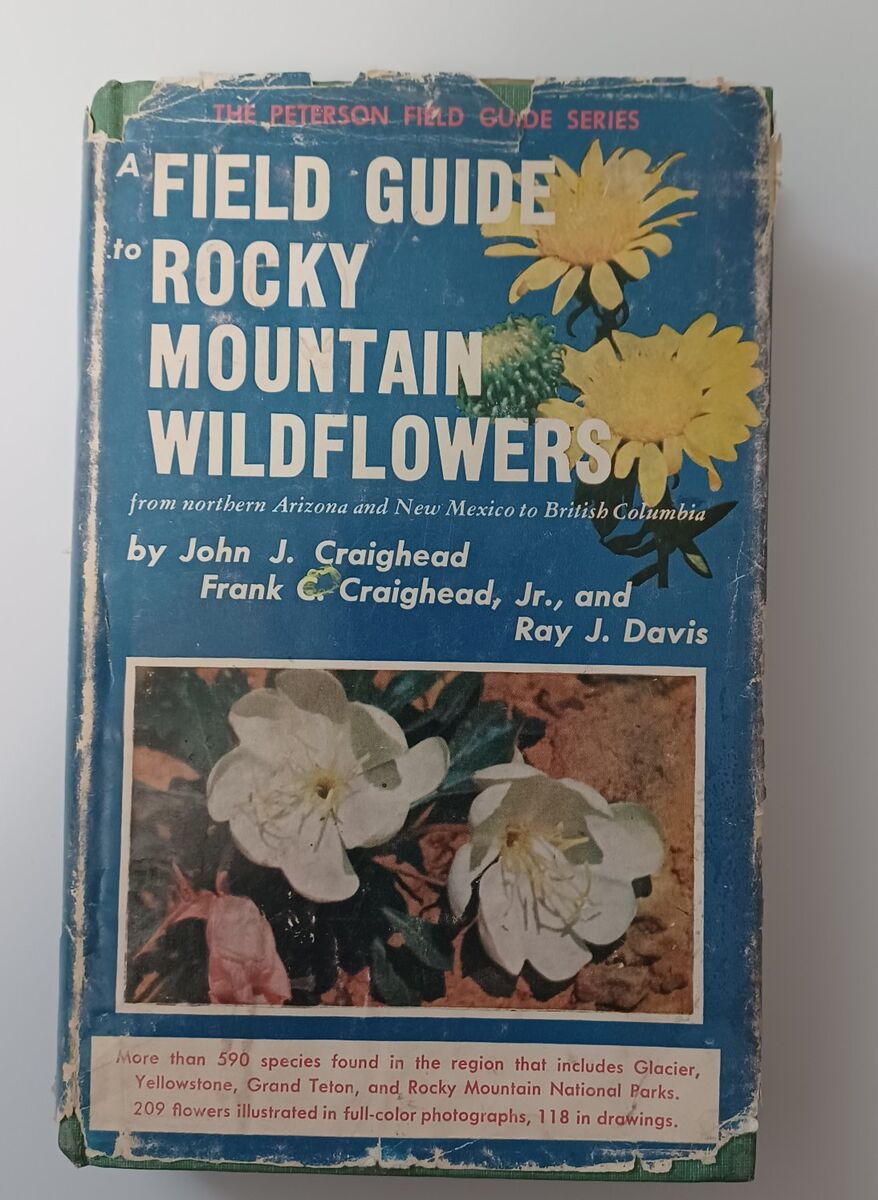 THE PETERSON FIELD GUIDE SERIES
A FIELD GUIDE
to ROCKY
MOUNTAIN
WILDFLOWERS
from northern Arizona and New Mexico to British Columbia
by John J. Craighead
Frank C. Craighead, Jr., and
Ray J. Davis
More than 590 species found in the region that includes Glacier,
Yellowstone, Grand Teton, and Rocky Mountain National Parks.
209 flowers illustrated in full-color photographs, 118 in drawings.